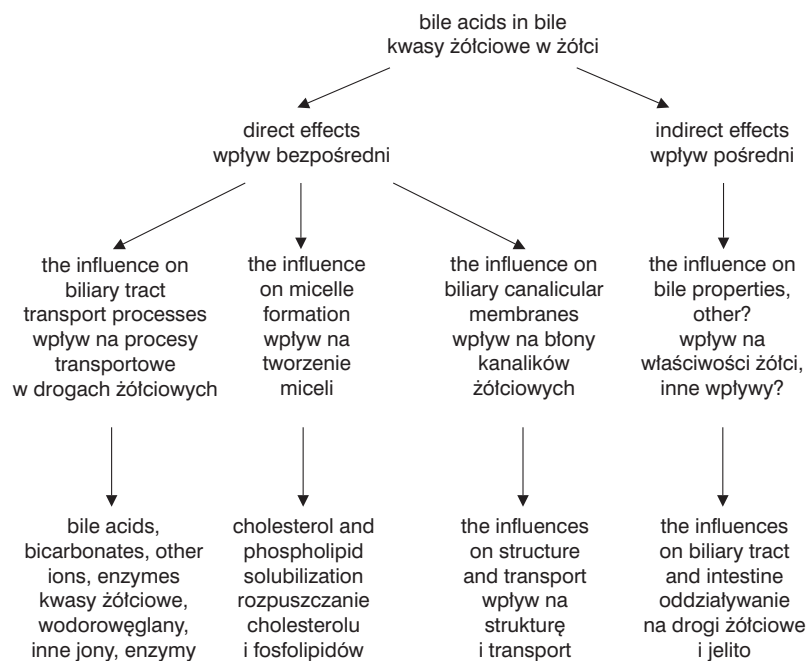 bile acids in bile
kwasy żółciowe w żółci
direct effects
wpływ bezpośredni
indirect effects
wpływ pośredni
the influence on
biliary tract
transport processes
wpływ na procesy
transportowe
w drogach żółciowych
the influence
on micelle
formation
wpływ na
tworzenie
miceli
the influence on
biliary canalicular
membranes
wpływ na błony
kanalików
żółciowych
the influence on
bile properties,
other?
wpływ na
właściwości żółci,
inne wpływy?
bile acids,
bicarbonates, other
ions, enzymes
kwasy żółciowe,
wodorowęglany,
inne jony, enzymy
cholesterol and
phospholipid
solubilization
rozpuszczanie
cholesterolu
i fosfolipidów
the influences
on structure
and transport
wpływ na
strukturę
i transport
the influences
on biliary tract
and intestine
oddziaływanie
na drogi żółciowe
i jelito